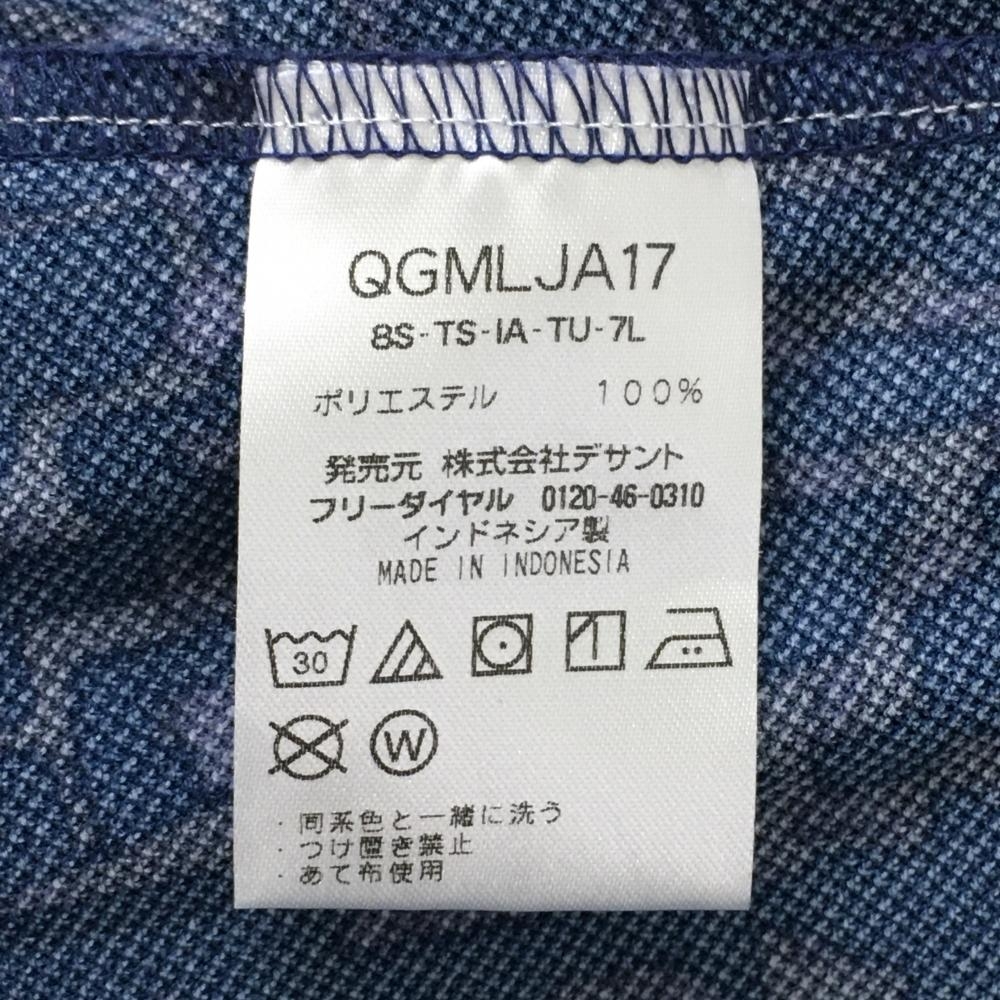 QGMLJA17
8S-TS-IA-TU-7L
ポリエステル 100%
発売元 株式会社デサント
フリーダイヤル 0120-46-0310
インドネシア製
MADE IN INDONESIA
30
W
・同系色と一緒に洗う
・つけ置き禁止
・あて布使用